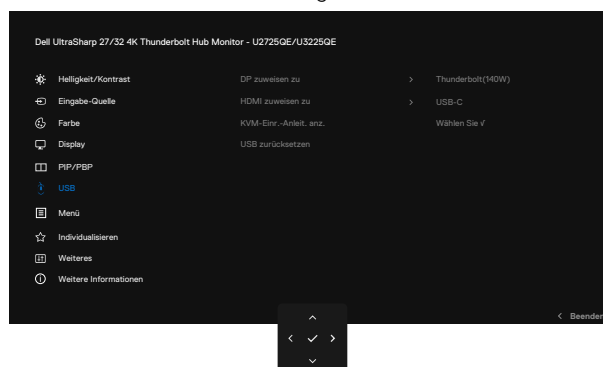 Dell UltraSharp 27/32 4K Thunderbolt Hub Monitor - U2725QE/U3225QE
Helligkeit/Kontrast DP zuweisen zu > Thunderbolt(140W)
Eingabe-Quelle HDMI zuweisen zu > USB-C
Farbe KVM-Einr.-Anleit. anz. Wählen Sie √
Display USB zurücksetzen
PIP/PBP
USB
Menü
Individualisieren
Weiteres
Weitere Informationen
< Beenden